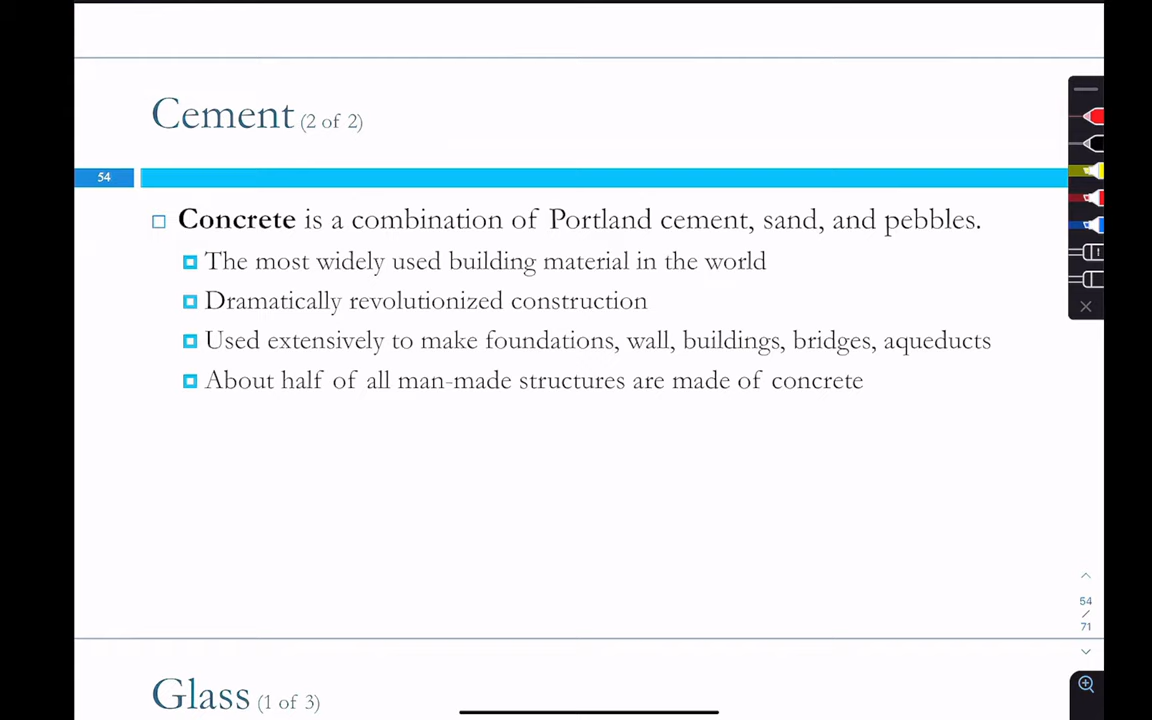 Cement (2 of 2)
54
Concrete is a combination of Portland cement, sand, and pebbles.
The most widely used building material in the world
Dramatically revolutionized construction
Used extensively to make foundations, wall, buildings, bridges, aqueducts
About half of all man-made structures are made of concrete
54
/
71
Glass (1 of 3)